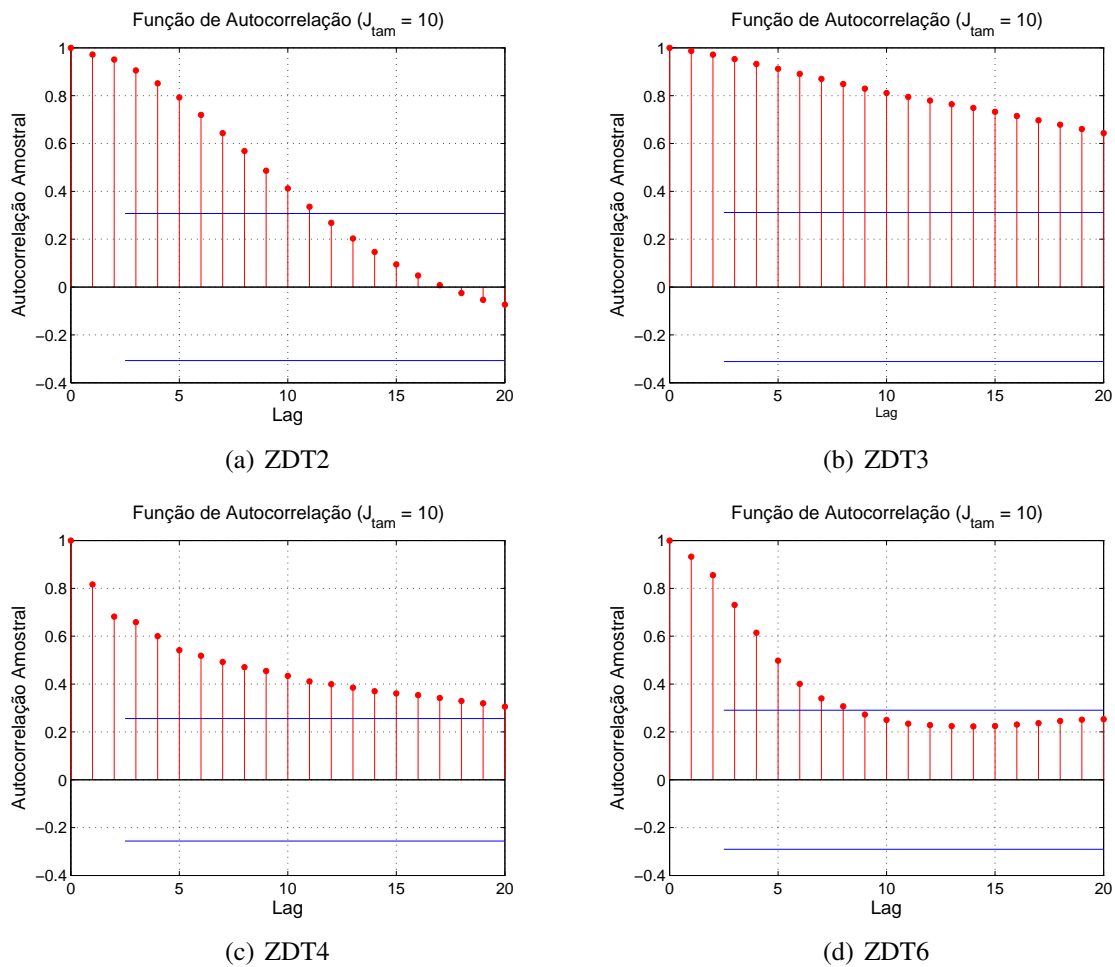 Função de Autocorrelação (J_tam = 10)
1
0.8
0.6
0.4
0.2
0
−0.2
−0.4
0 5 10 15 20
Autocorrelação Amostral
Lag
(a) ZDT2
Função de Autocorrelação (J_tam = 10)
1
0.8
0.6
0.4
0.2
0
−0.2
−0.4
0 5 10 15 20
Autocorrelação Amostral
Lag
(b) ZDT3
Função de Autocorrelação (J_tam = 10)
1
0.8
0.6
0.4
0.2
0
−0.2
−0.4
0 5 10 15 20
Autocorrelação Amostral
Lag
(c) ZDT4
Função de Autocorrelação (J_tam = 10)
1
0.8
0.6
0.4
0.2
0
−0.2
−0.4
0 5 10 15 20
Autocorrelação Amostral
Lag
(d) ZDT6